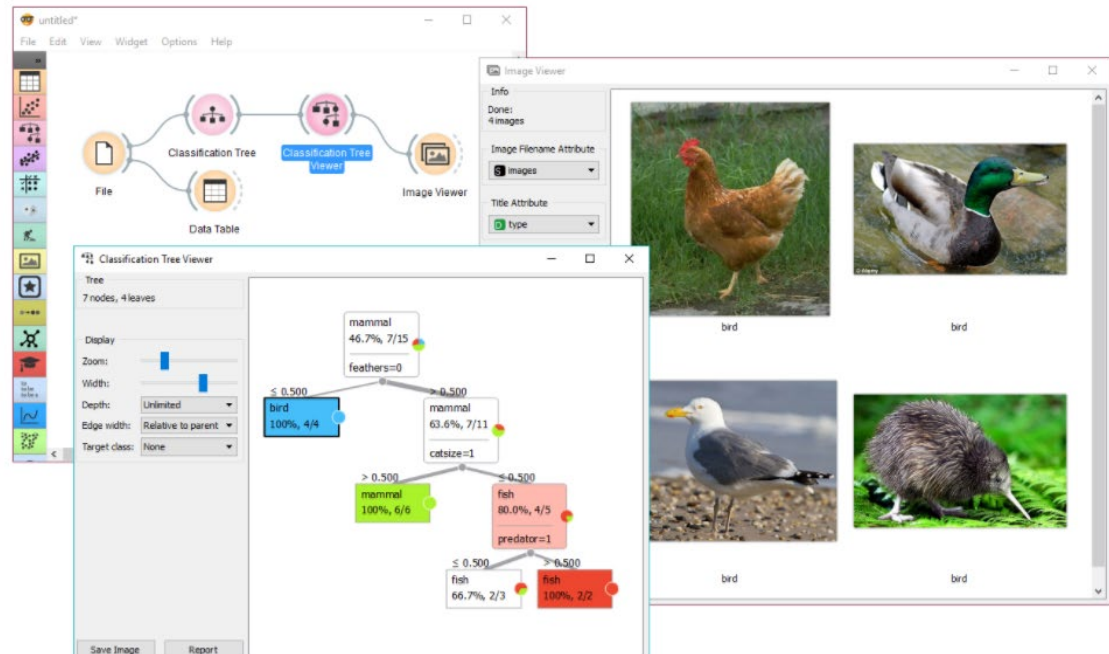 untitled*
File Edit View Widget Options Help
File
Classification Tree
Classification Tree
Viewer
Image Viewer
Data Table
Image Viewer
Info
Done:
4 images
Image Filename Attribute
S images
Title Attribute
D type
bird
bird
bird
bird
Classification Tree Viewer
Tree
7 nodes, 4 leaves
Display
Zoom:
Width:
Depth: Unlimited
Edge width: Relative to parent
Target class: None
Save Image
Report
mammal
46.7%, 7/15
feathers=0
≤ 0.500
> 0.500
bird
100%, 4/4
mammal
63.6%, 7/11
catsize=1
> 0.500
≤ 0.500
mammal
100%, 6/6
fish
80.0%, 4/5
predator=1
≤ 0.500
> 0.500
fish
66.7%, 2/3
fish
100%, 2/2